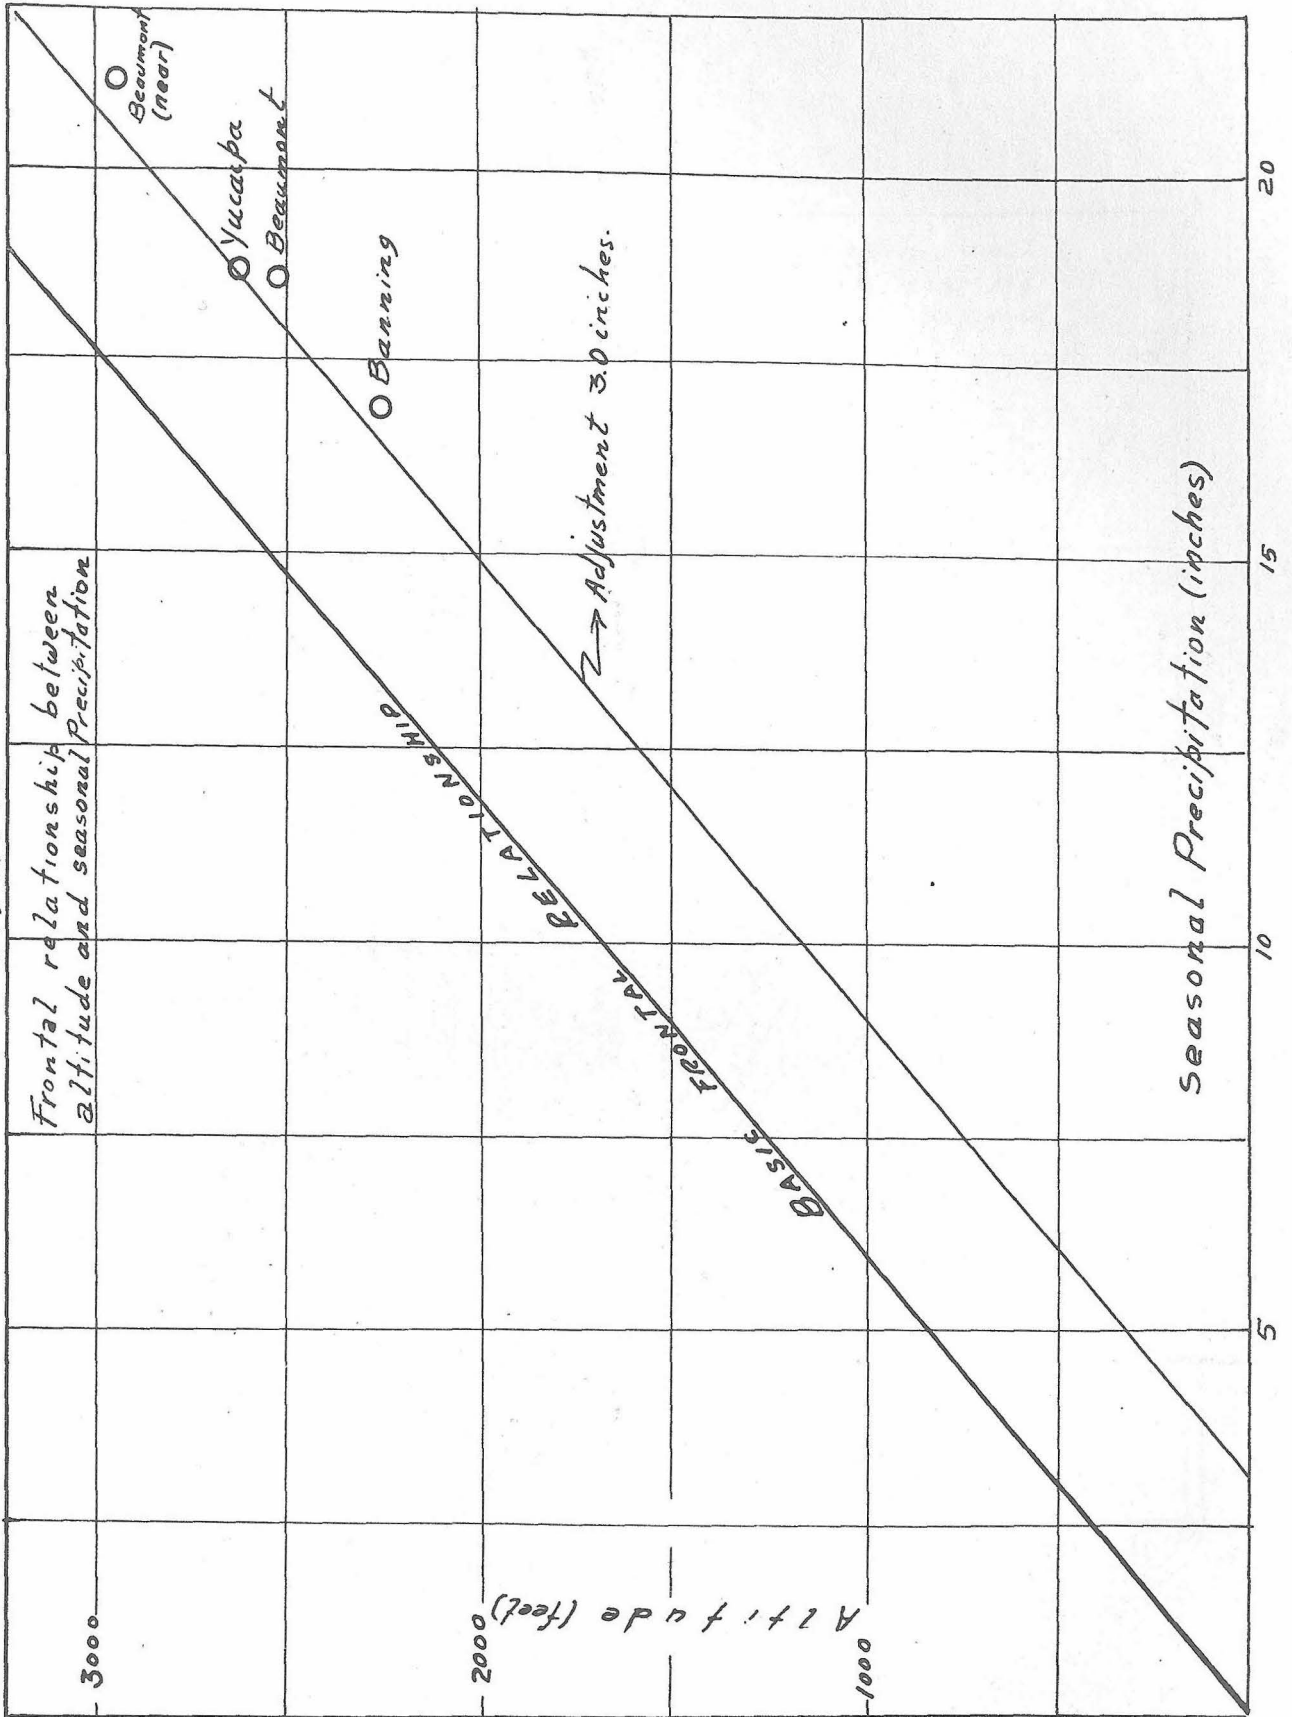 Frontal relationship between
altitude and seasonal Precipitation
Beaumont
(near)
Yucaipa
Beaumont
Banning
Adjustment 3.0 inches.
BASIC FRONTAL RELATIONSHIP
Altitude (feet)
3000
2000
1000
5
10
15
20
Seasonal Precipitation (inches)